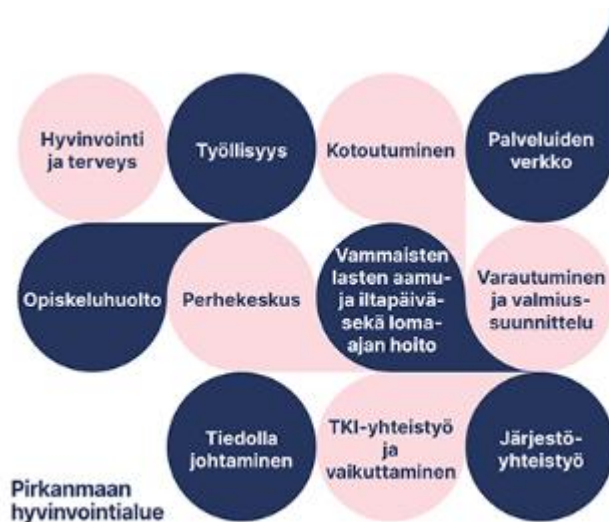 Hyvinvointi
ja terveys
Työllisyys
Kotoutuminen
Palveluiden
verkko
Opiskeluhuolto
Perhekeskus
Vammaisten
lasten aamu-
ja iltapäivä-
sekä loma-
ajan hoito
Varautuminen
ja valmius-
suunnittelu
Tiedolla
johtaminen
TKI-yhteistyö
ja
vaikuttaminen
Järjestö-
yhteistyö
Pirkanmaan
hyvinvointialue